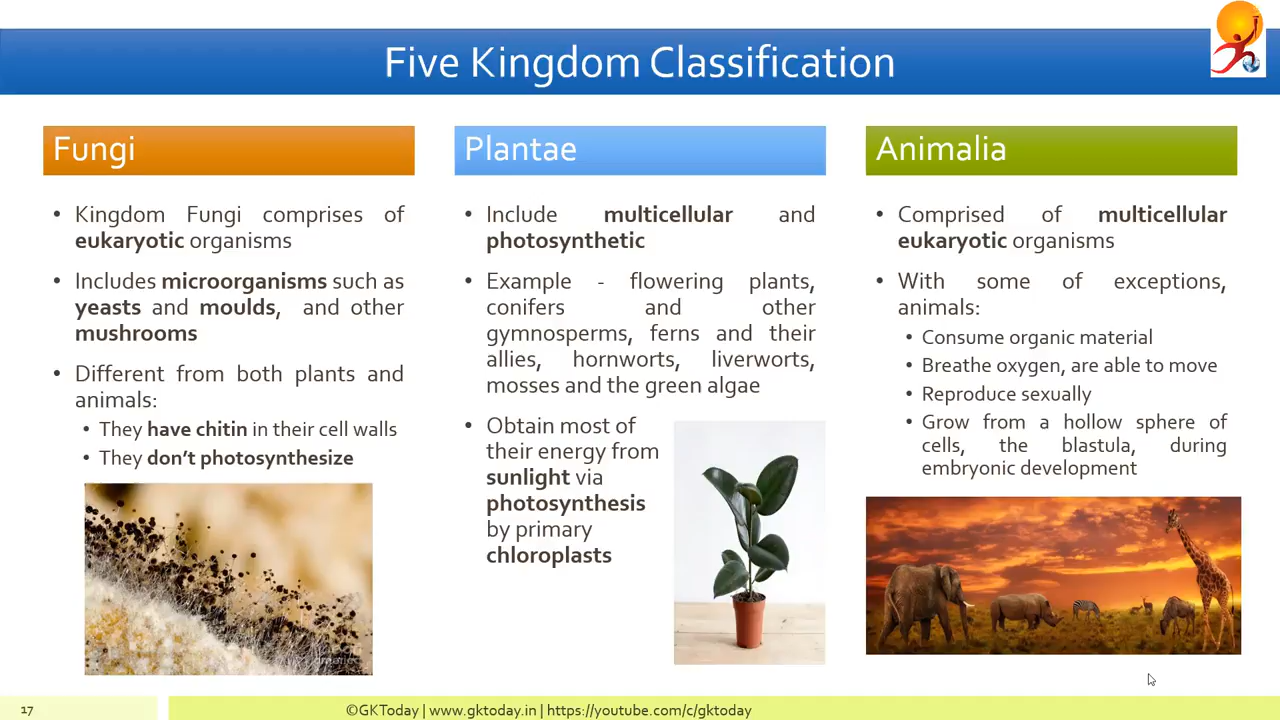 Five Kingdom Classification
Fungi
• Kingdom Fungi comprises of
eukaryotic organisms
• Includes microorganisms such as
yeasts and moulds, and other
mushrooms
• Different from both plants and
animals:
• They have chitin in their cell walls
• They don't photosynthesize
Plantae
• Include multicellular and
photosynthetic
• Example - flowering plants,
conifers and other
gymnosperms, ferns and their
allies, hornworts, liverworts,
mosses and the green algae
• Obtain most of
their energy from
sunlight via
photosynthesis
by primary
chloroplasts
Animalia
• Comprised of multicellular
eukaryotic organisms
• With some of exceptions,
animals:
• Consume organic material
• Breathe oxygen, are able to move
• Reproduce sexually
• Grow from a hollow sphere of
cells, the blastula, during
embryonic development
17
©GKToday | www.gktoday.in | https://youtube.com/c/gktoday